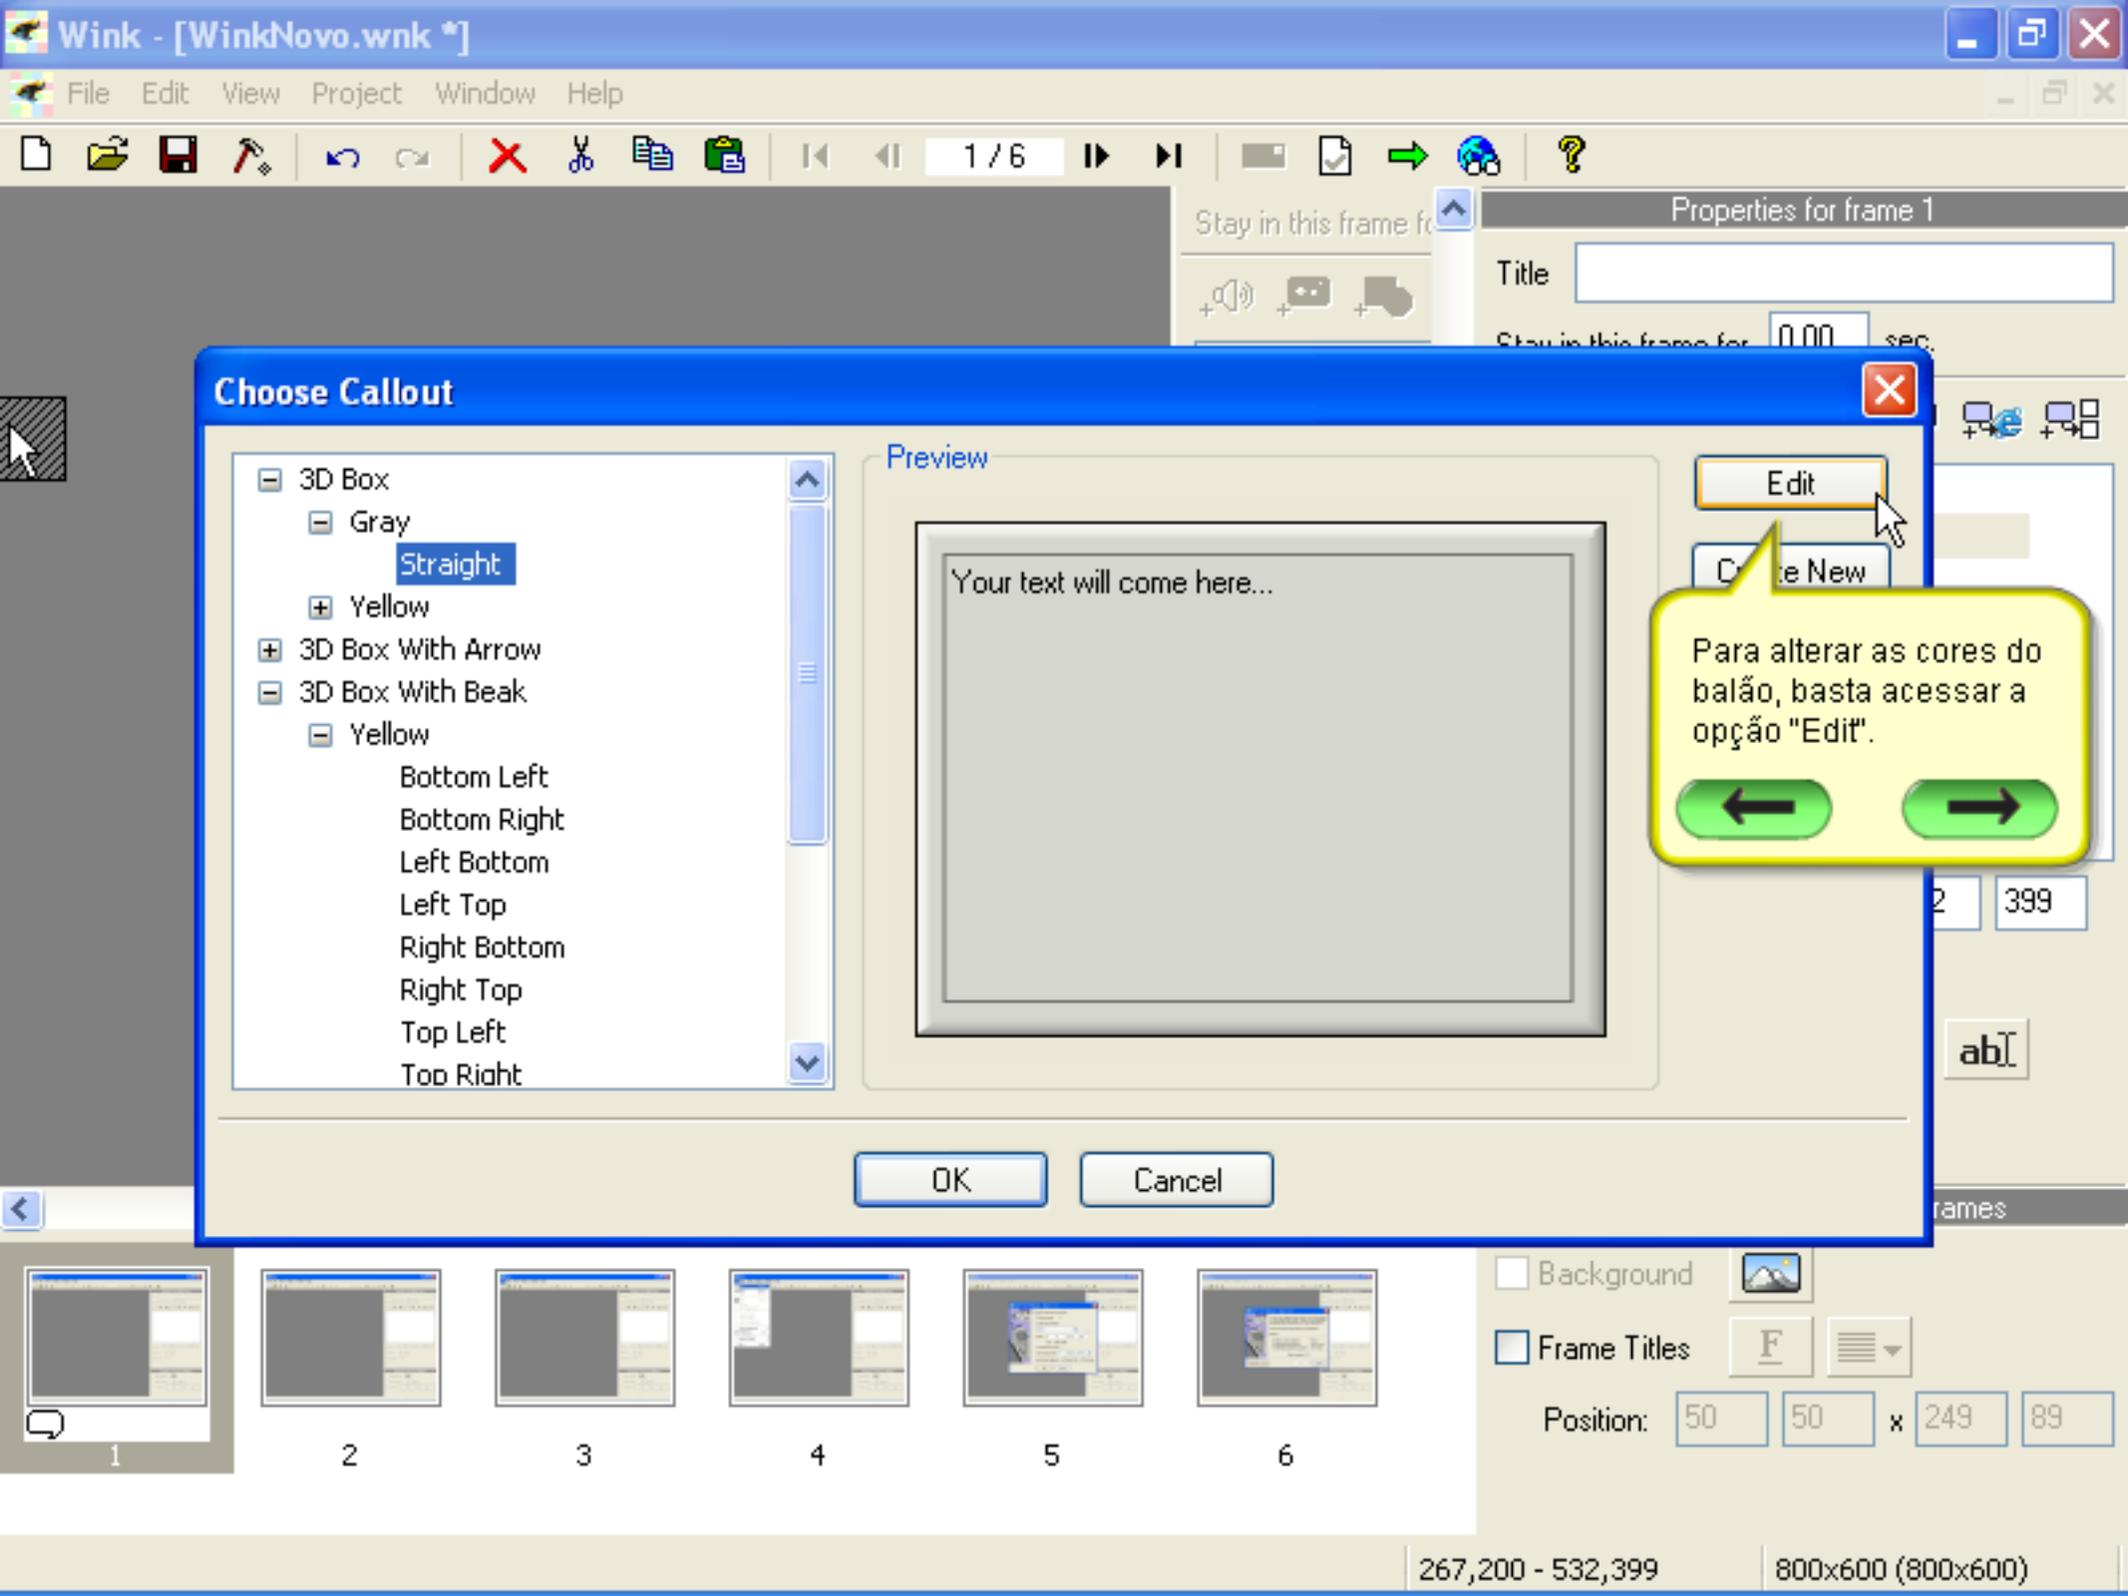 Wink - [WinkNovo.wnk *]
File Edit View Project Window Help
1 / 6
Stay in this frame
Properties for frame 1
Title
Stay in this frame for 0.00 sec.
Choose Callout
3D Box
Gray
Straight
Yellow
3D Box With Arrow
3D Box With Beak
Yellow
Bottom Left
Bottom Right
Left Bottom
Left Top
Right Bottom
Right Top
Top Left
Top Right
Preview
Your text will come here...
Edit
New
Para alterar as cores do
balão, basta acessar a
opção "Edit".
2 399
ab
OK Cancel
rames
Background
Frame Titles F
Position: 50 50 x 249 89
1 2 3 4 5 6
267,200 - 532,399 800x600 (800x600)